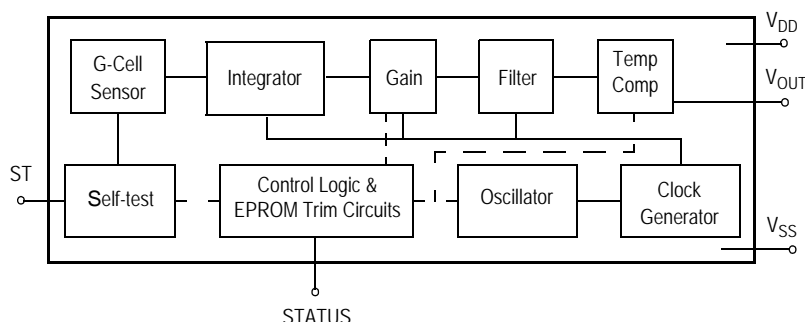 G-Cell
Sensor
Integrator
Gain
Filter
Temp
Comp
VDD
VOUT
ST
Self-test
Control Logic &
EPROM Trim Circuits
Oscillator
Clock
Generator
VSS
STATUS